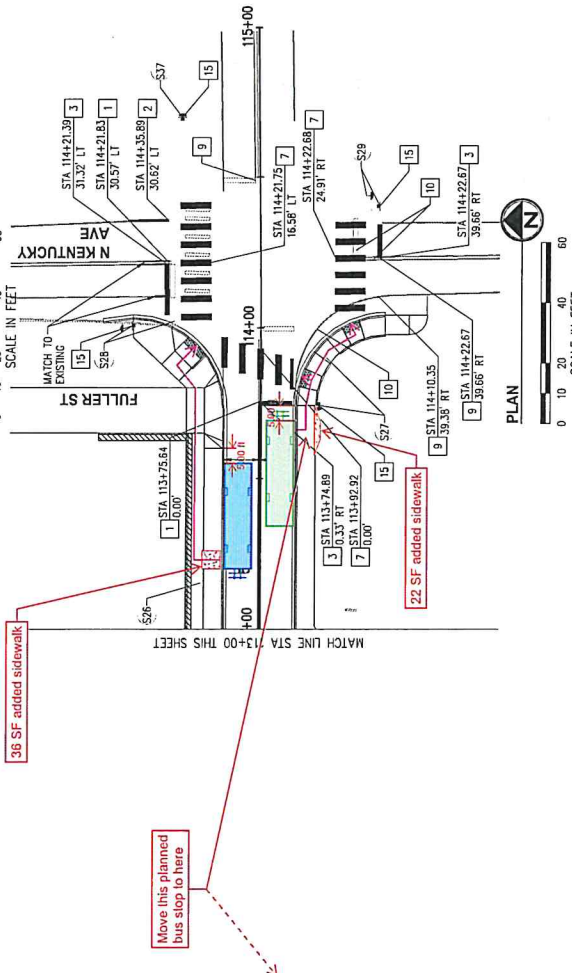 36 SF added sidewalk
Move this planned
bus stop to here
22 SF added sidewalk
SCALE IN FEET
MATCH TO
EXISTING
15
S28
FULLER ST
N KENTUCKY
AVE
STA 114+21.39
31.32' LT
3
STA 114+21.83
30.57' LT
1
STA 114+35.89
30.62' LT
2
S37
15
9
115+00
STA 114+21.75
16.58' LT
7
STA 114+22.68
24.91' RT
7
114+00
S26
1
STA 113+75.64
0.00'
5.00 ft
5.00
+00
MATCH LINE STA 113+00 THIS SHEET
3
STA 113+74.89
0.33' RT
7
STA 113+92.92
0.00'
15
S27
10
9
STA 114+10.35
39.38' RT
9
STA 114+22.67
39.66' RT
STA 114+22.67
39.66' RT
3
10
15
S29
PLAN
N
0 10 20 40 60